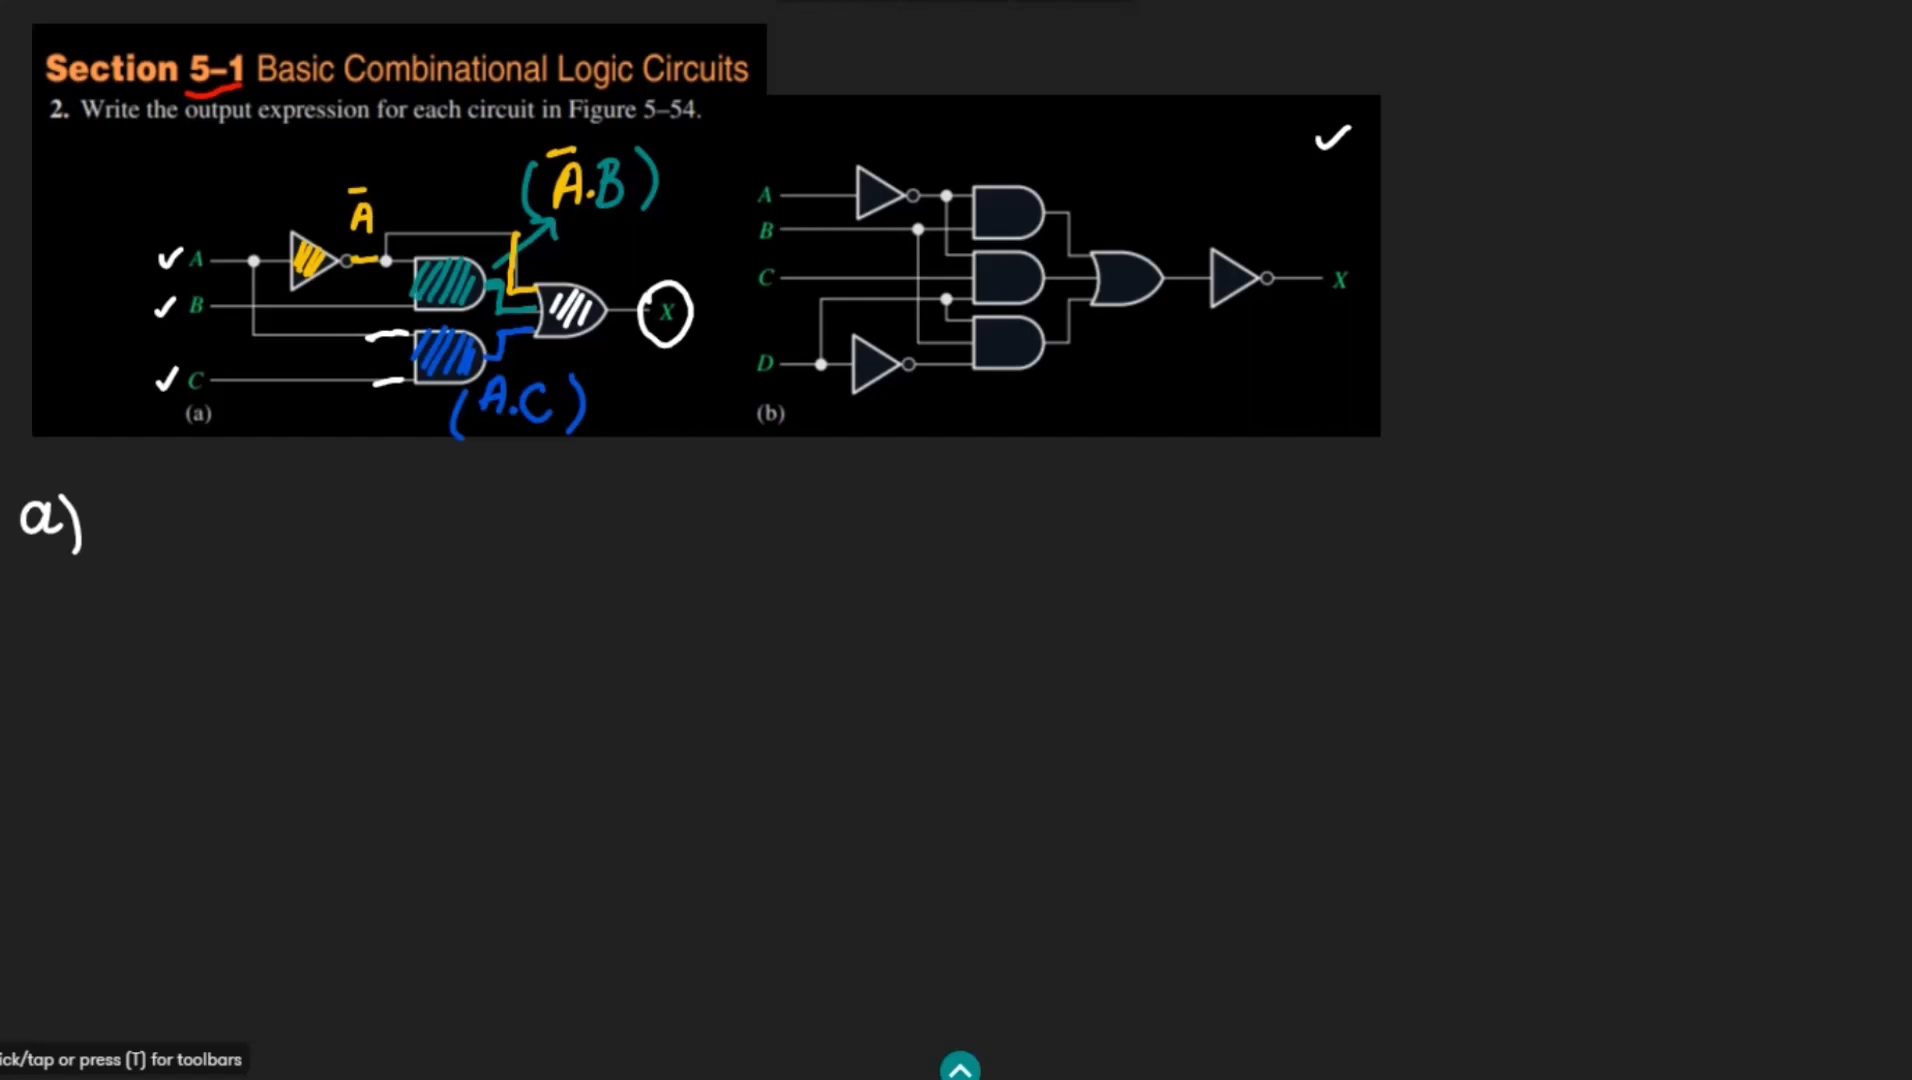 Section 5–1 Basic Combinational Logic Circuits
2. Write the output expression for each circuit in Figure 5–54.
(Ā.B)
Ā
A
B
C
X
(A.C)
(a)
A
B
C
D
X
(b)
a)
ick/tap or press (T) for toolbars